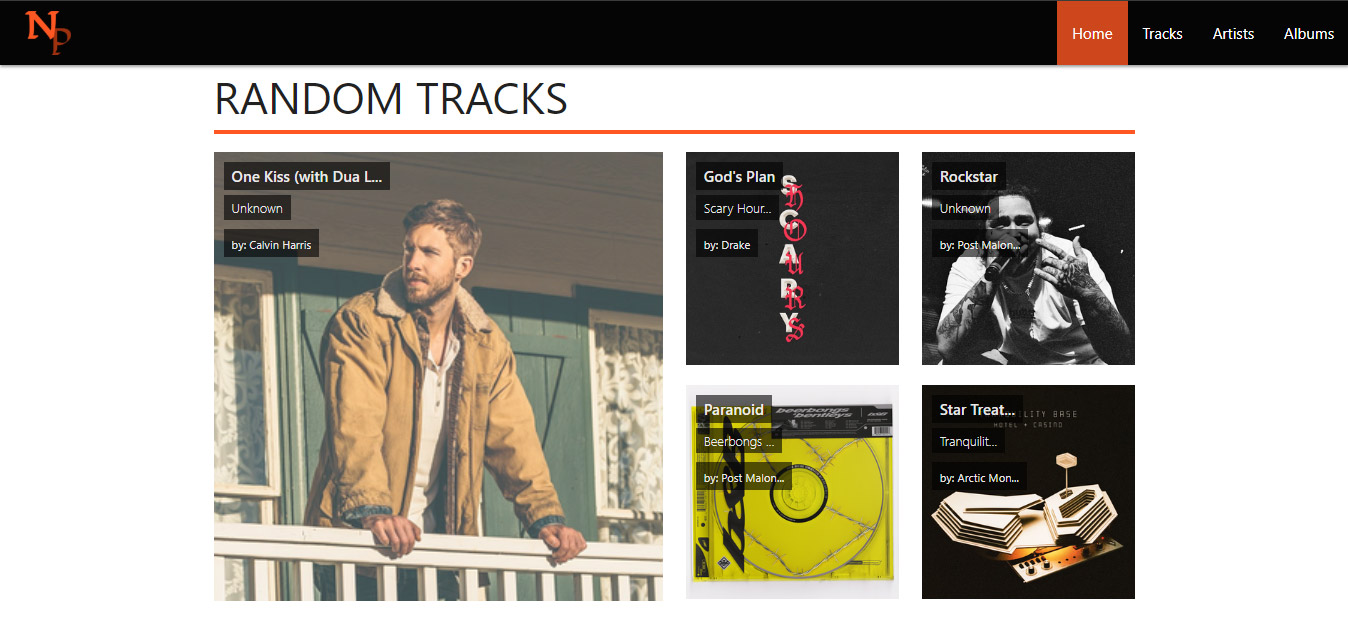 NP
Home Tracks Artists Albums
RANDOM TRACKS
One Kiss (with Dua L...
Unknown
by: Calvin Harris
God's Plan
Scary Hour...
by: Drake
SCARY
HOURS
Rockstar
Unknown
by: Post Malon...
Paranoid
Beerbongs ...
by: Post Malon...
beerbongs
bentleys
Star Treat...
Tranquilit...
by: Arctic Mon...
ILITY BASE
HOTEL + CASINO